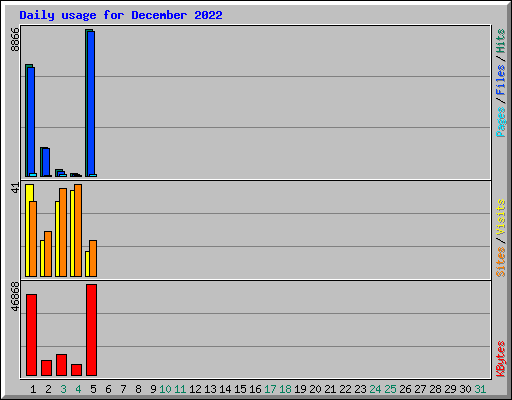 Daily usage for December 2022
8866
41
46868
Pages/Files/Hits
Sites/Visits
KBytes
1 2 3 4 5 6 7 8 9 10 11 12 13 14 15 16 17 18 19 20 21 22 23 24 25 26 27 28 29 30 31